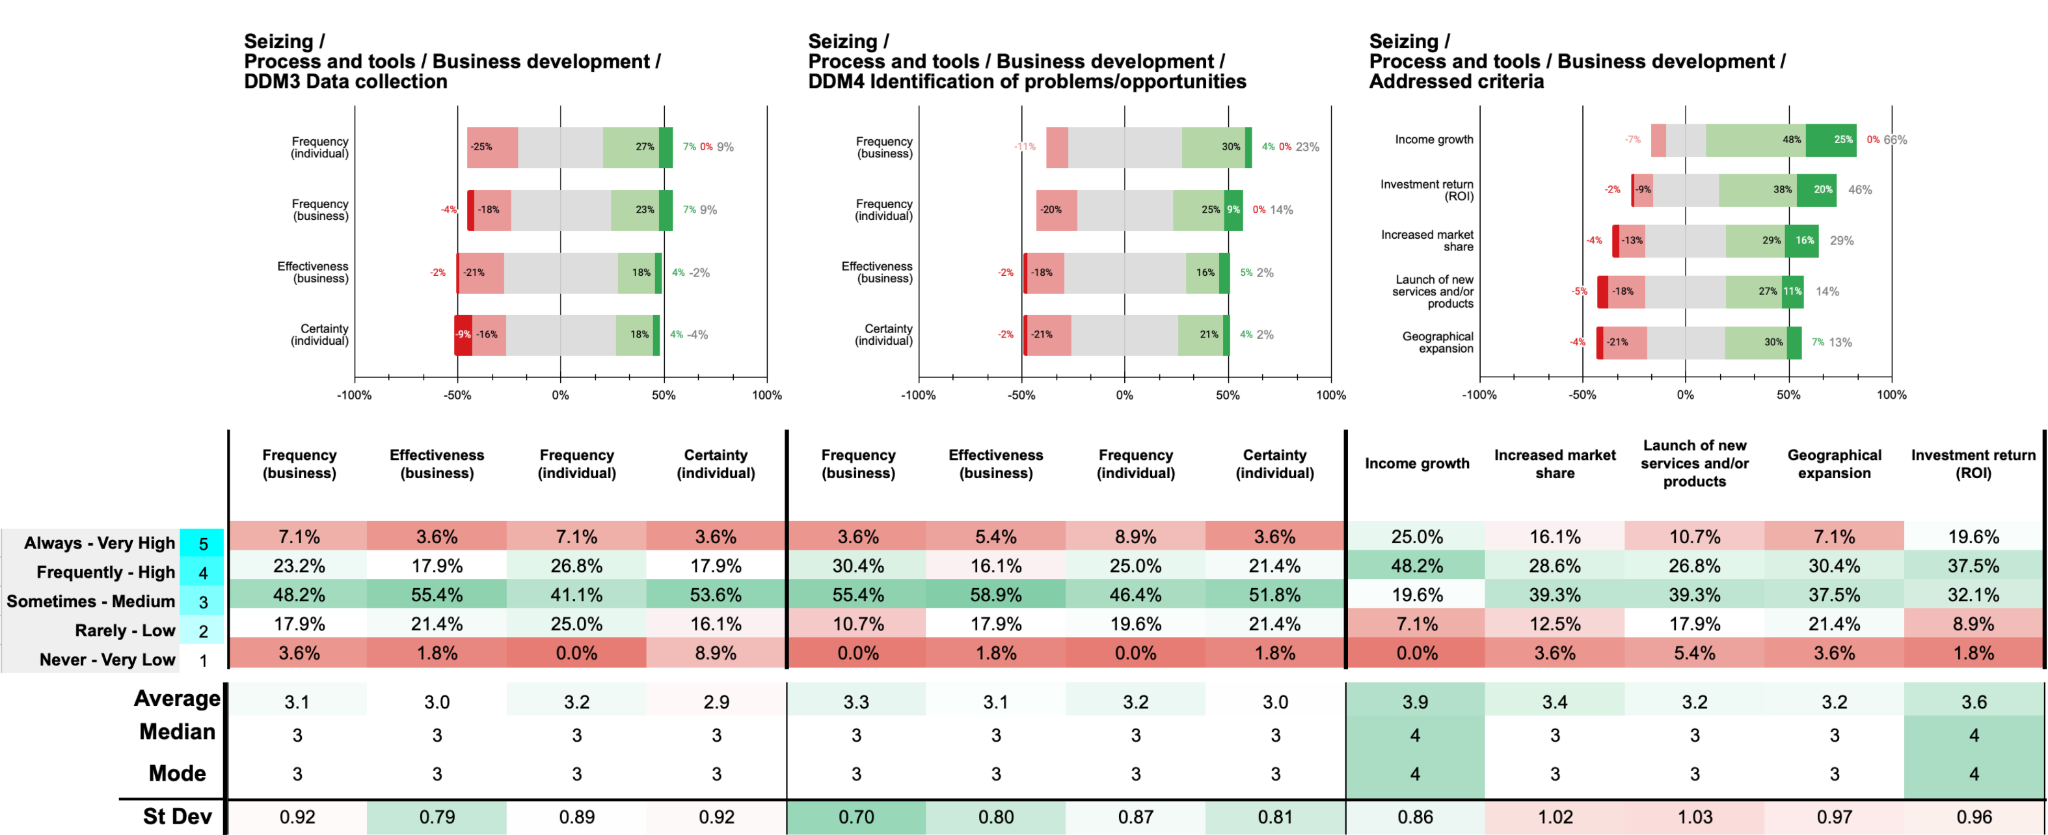 Seizing /
Process and tools / Business development /
DDM3 Data collection
Frequency
(individual)
-25%
27%
7% 0% 9%
Frequency
(business)
-4%
-18%
23%
7% 9%
Effectiveness
(business)
-2%
-21%
18%
4% -2%
Certainty
(individual)
-9%
-16%
18%
4% -4%
-100% -50% 0% 50% 100%
Seizing /
Process and tools / Business development /
DDM4 Identification of problems/opportunities
Frequency
(business)
-11%
30%
4% 0% 23%
Frequency
(individual)
-20%
25%
9%
0% 14%
Effectiveness
(business)
-2%
-18%
16%
5% 2%
Certainty
(individual)
-2%
-21%
21%
4% 2%
-100% -50% 0% 50% 100%
Seizing /
Process and tools / Business development /
Addressed criteria
Income growth
-7%
48%
25%
0% 66%
Investment return
(ROI)
-2%
-9%
38%
20%
46%
Increased market
share
-4%
-13%
29%
16%
29%
Launch of new
services and/or
products
-5%
-18%
27%
11%
14%
Geographical
expansion
-4%
-21%
30%
7% 13%
-100% -50% 0% 50% 100%
Frequency
(business)
Effectiveness
(business)
Frequency
(individual)
Certainty
(individual)
Frequency
(business)
Effectiveness
(business)
Frequency
(individual)
Certainty
(individual)
Income growth
Increased market
share
Launch of new
services and/or
products
Geographical
expansion
Investment return
(ROI)
Always - Very High 5 7.1% 3.6% 7.1% 3.6% 3.6% 5.4% 8.9% 3.6% 25.0% 16.1% 10.7% 7.1% 19.6%
Frequently - High 4 23.2% 17.9% 26.8% 17.9% 30.4% 16.1% 25.0% 21.4% 48.2% 28.6% 26.8% 30.4% 37.5%
Sometimes - Medium 3 48.2% 55.4% 41.1% 53.6% 55.4% 58.9% 46.4% 51.8% 19.6% 39.3% 39.3% 37.5% 32.1%
Rarely - Low 2 17.9% 21.4% 25.0% 16.1% 10.7% 17.9% 19.6% 21.4% 7.1% 12.5% 17.9% 21.4% 8.9%
Never - Very Low 1 3.6% 1.8% 0.0% 8.9% 0.0% 1.8% 0.0% 1.8% 0.0% 3.6% 5.4% 3.6% 1.8%
Average 3.1 3.0 3.2 2.9 3.3 3.1 3.2 3.0 3.9 3.4 3.2 3.2 3.6
Median 3 3 3 3 3 3 3 3 4 3 3 3 4
Mode 3 3 3 3 3 3 3 3 4 3 3 3 4
St Dev 0.92 0.79 0.89 0.92 0.70 0.80 0.87 0.81 0.86 1.02 1.03 0.97 0.96